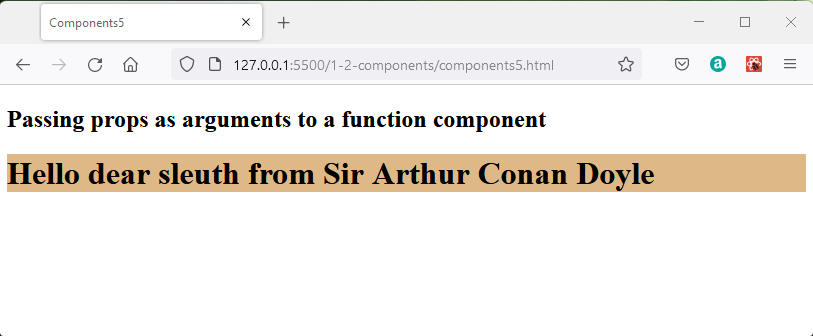 Components5
127.0.0.1:5500/1-2-components/components5.html
a
Passing props as arguments to a function component
Hello dear sleuth from Sir Arthur Conan Doyle